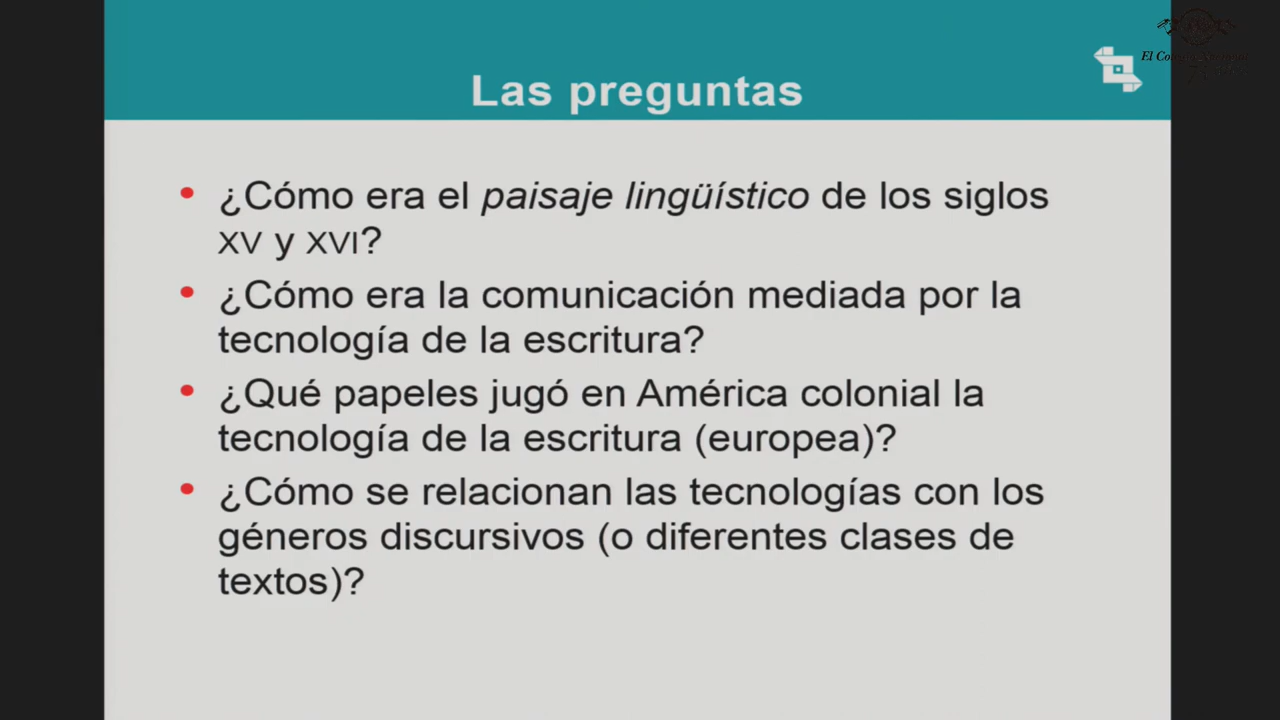 Las preguntas
El
¿Cómo era el paisaje lingüístico de los siglos
XV y XVI?
¿Cómo era la comunicación mediada por la
tecnología de la escritura?
¿Qué papeles jugó en América colonial la
tecnología de la escritura (europea)?
¿Cómo se relacionan las tecnologías con los
géneros discursivos (o diferentes clases de
textos)?